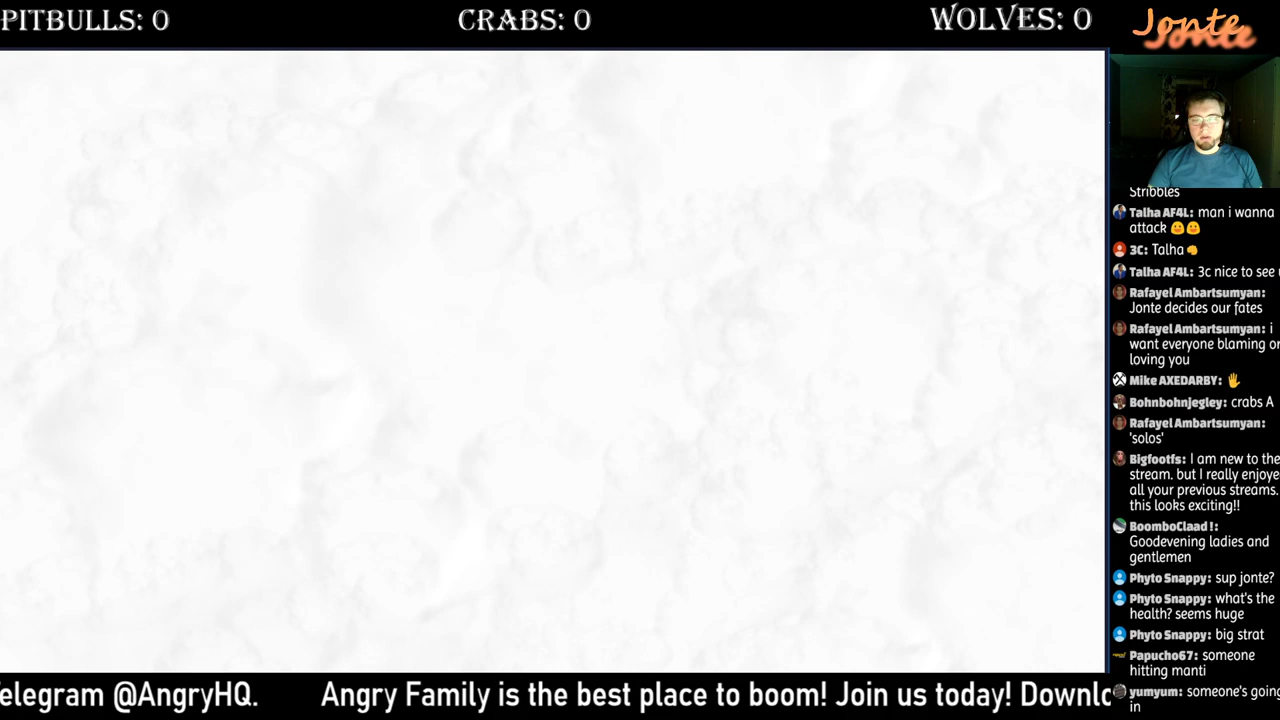 PITBULLS: 0
CRABS: 0
WOLVES: 0
Jonte
Stribbles
Talha AF4L: man i wanna
attack
3C: Talha
Talha AF4L: 3c nice to see u
Rafayel Ambartsumyan:
Jonte decides our fates
Rafayel Ambartsumyan: i
want everyone blaming or
loving you
Mike AXEDARBY:
Bohnbohnjegley: crabs A
Rafayel Ambartsumyan:
'solos'
Bigfootfs: I am new to the
stream. but I really enjoye
all your previous streams.
this looks exciting!!
BoomboClaad!:
Goodevening ladies and
gentlemen
Phyto Snappy: sup jonte?
Phyto Snappy: what's the
health? seems huge
Phyto Snappy: big strat
Papucho67: someone
hitting manti
yumyum: someone's going
in
elegram @AngryHQ.
Angry Family is the best place to boom! Join us today! Downlo